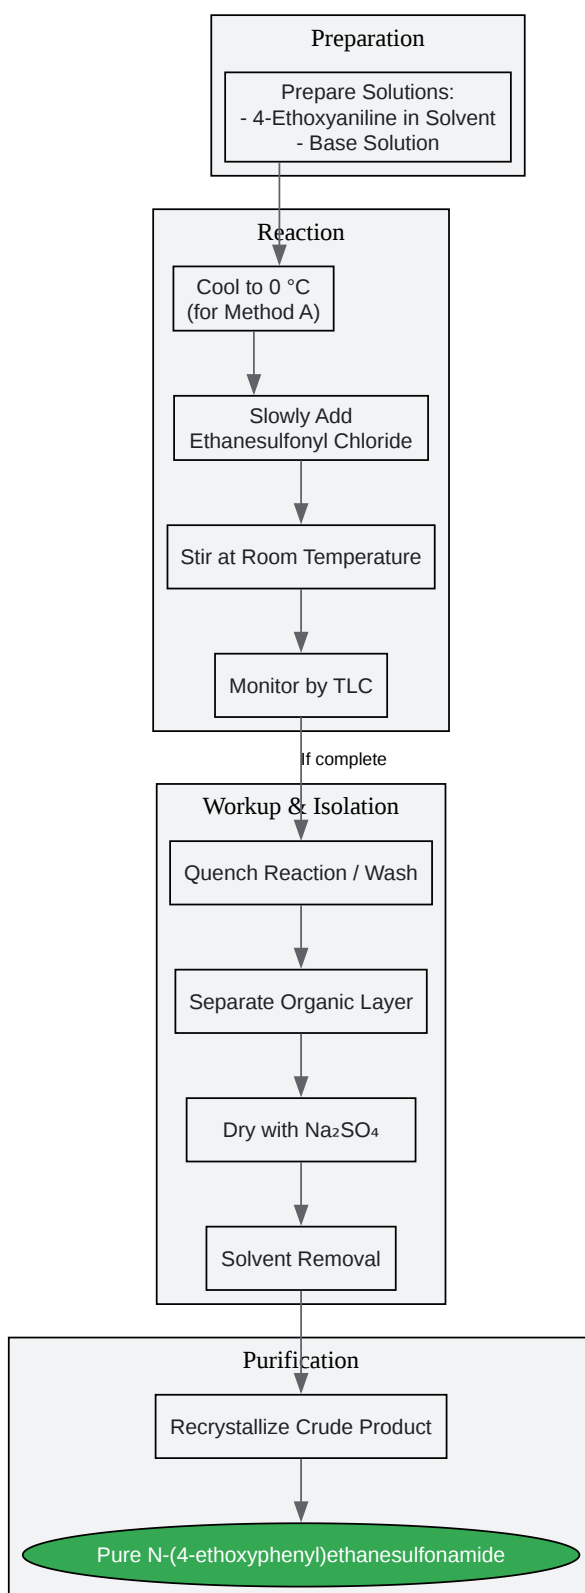 Preparation
Prepare Solutions:
- 4-Ethoxyaniline in Solvent
- Base Solution
Reaction
Cool to 0 °C
(for Method A)
Slowly Add
Ethanesulfonyl Chloride
Stir at Room Temperature
Monitor by TLC
If complete
Workup & Isolation
Quench Reaction / Wash
Separate Organic Layer
Dry with Na₂SO₄
Solvent Removal
Purification
Recrystallize Crude Product
Pure N-(4-ethoxyphenyl)ethanesulfonamide